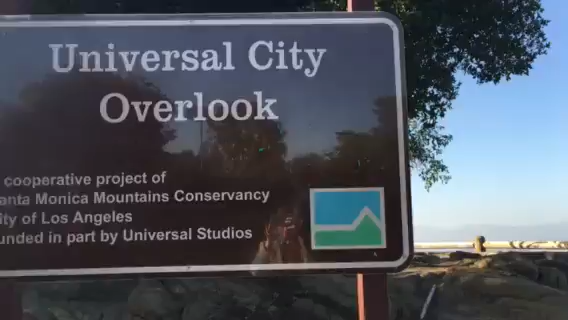 Universal City
Overlook
cooperative project of
anta Monica Mountains Conservancy
ity of Los Angeles
unded in part by Universal Studios